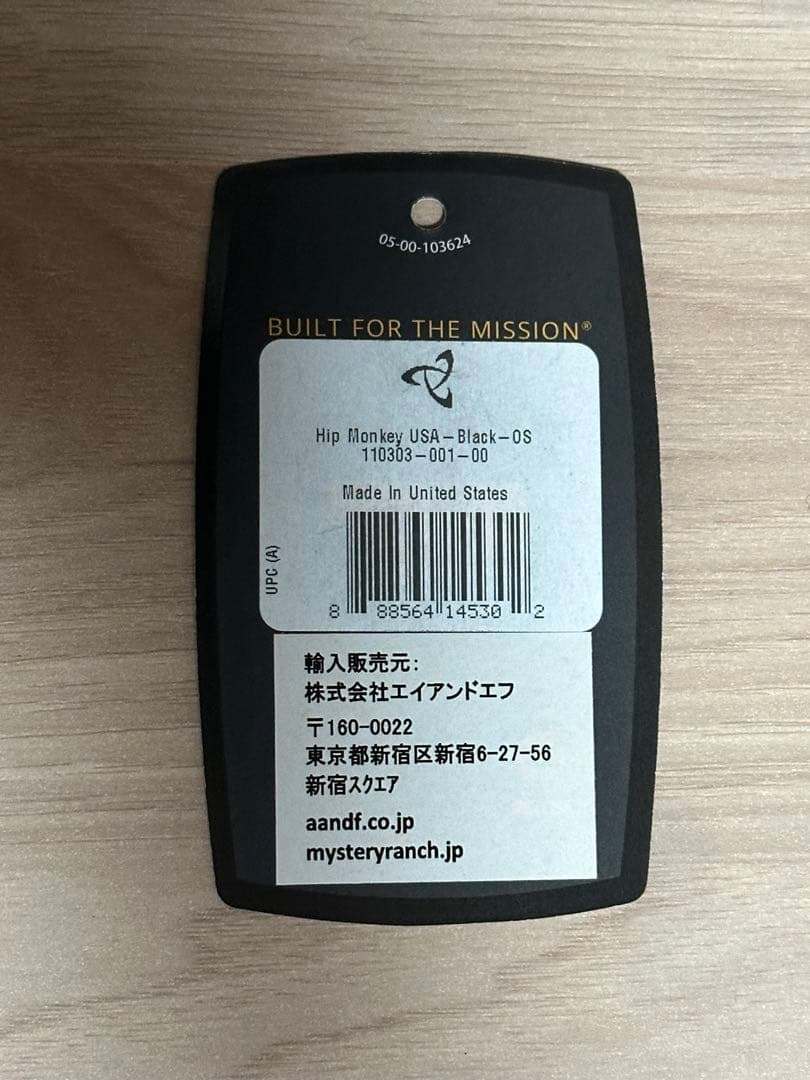 05-00-103624
BUILT FOR THE MISSION®
Hip Monkey USA-Black-OS
110303-001-00
Made In United States
UPC (A)
8 88564 14530 2
輸入販売元:
株式会社エイアンドエフ
〒160-0022
東京都新宿区新宿6-27-56
新宿スクエア
aandf.co.jp
mysteryranch.jp